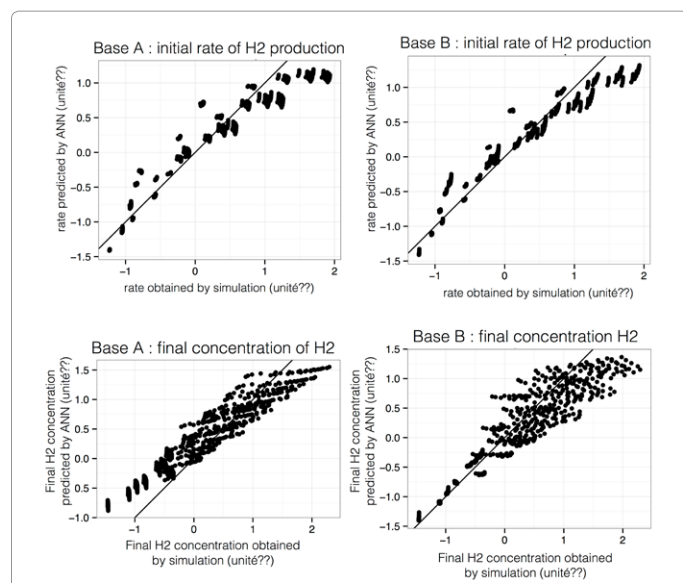 Base A : initial rate of H2 production
rate predicted by ANN (unité??)
1.0
0.5
0.0
−0.5
−1.0
−1.5
−1
0
1
2
rate obtained by simulation (unité??)
Base B : initial rate of H2 production
rate predicted by ANN (unité??)
1.0
0.5
0.0
−0.5
−1.0
−1.5
−1
0
1
2
rate obtained by simulation (unité??)
Base A : final concentration of H2
Final H2 concentration
predicted by ANN (unité??)
1.5
1.0
0.5
0.0
−0.5
−1.0
−1
0
1
2
Final H2 concentration obtained
by simulation (unité??)
Base B : final concentration H2
Final H2 concentration
predicted by ANN (unité??)
1.5
1.0
0.5
0.0
−0.5
−1.0
−1.5
−1
0
1
2
Final H2 concentration obtained
by simulation (unité??)